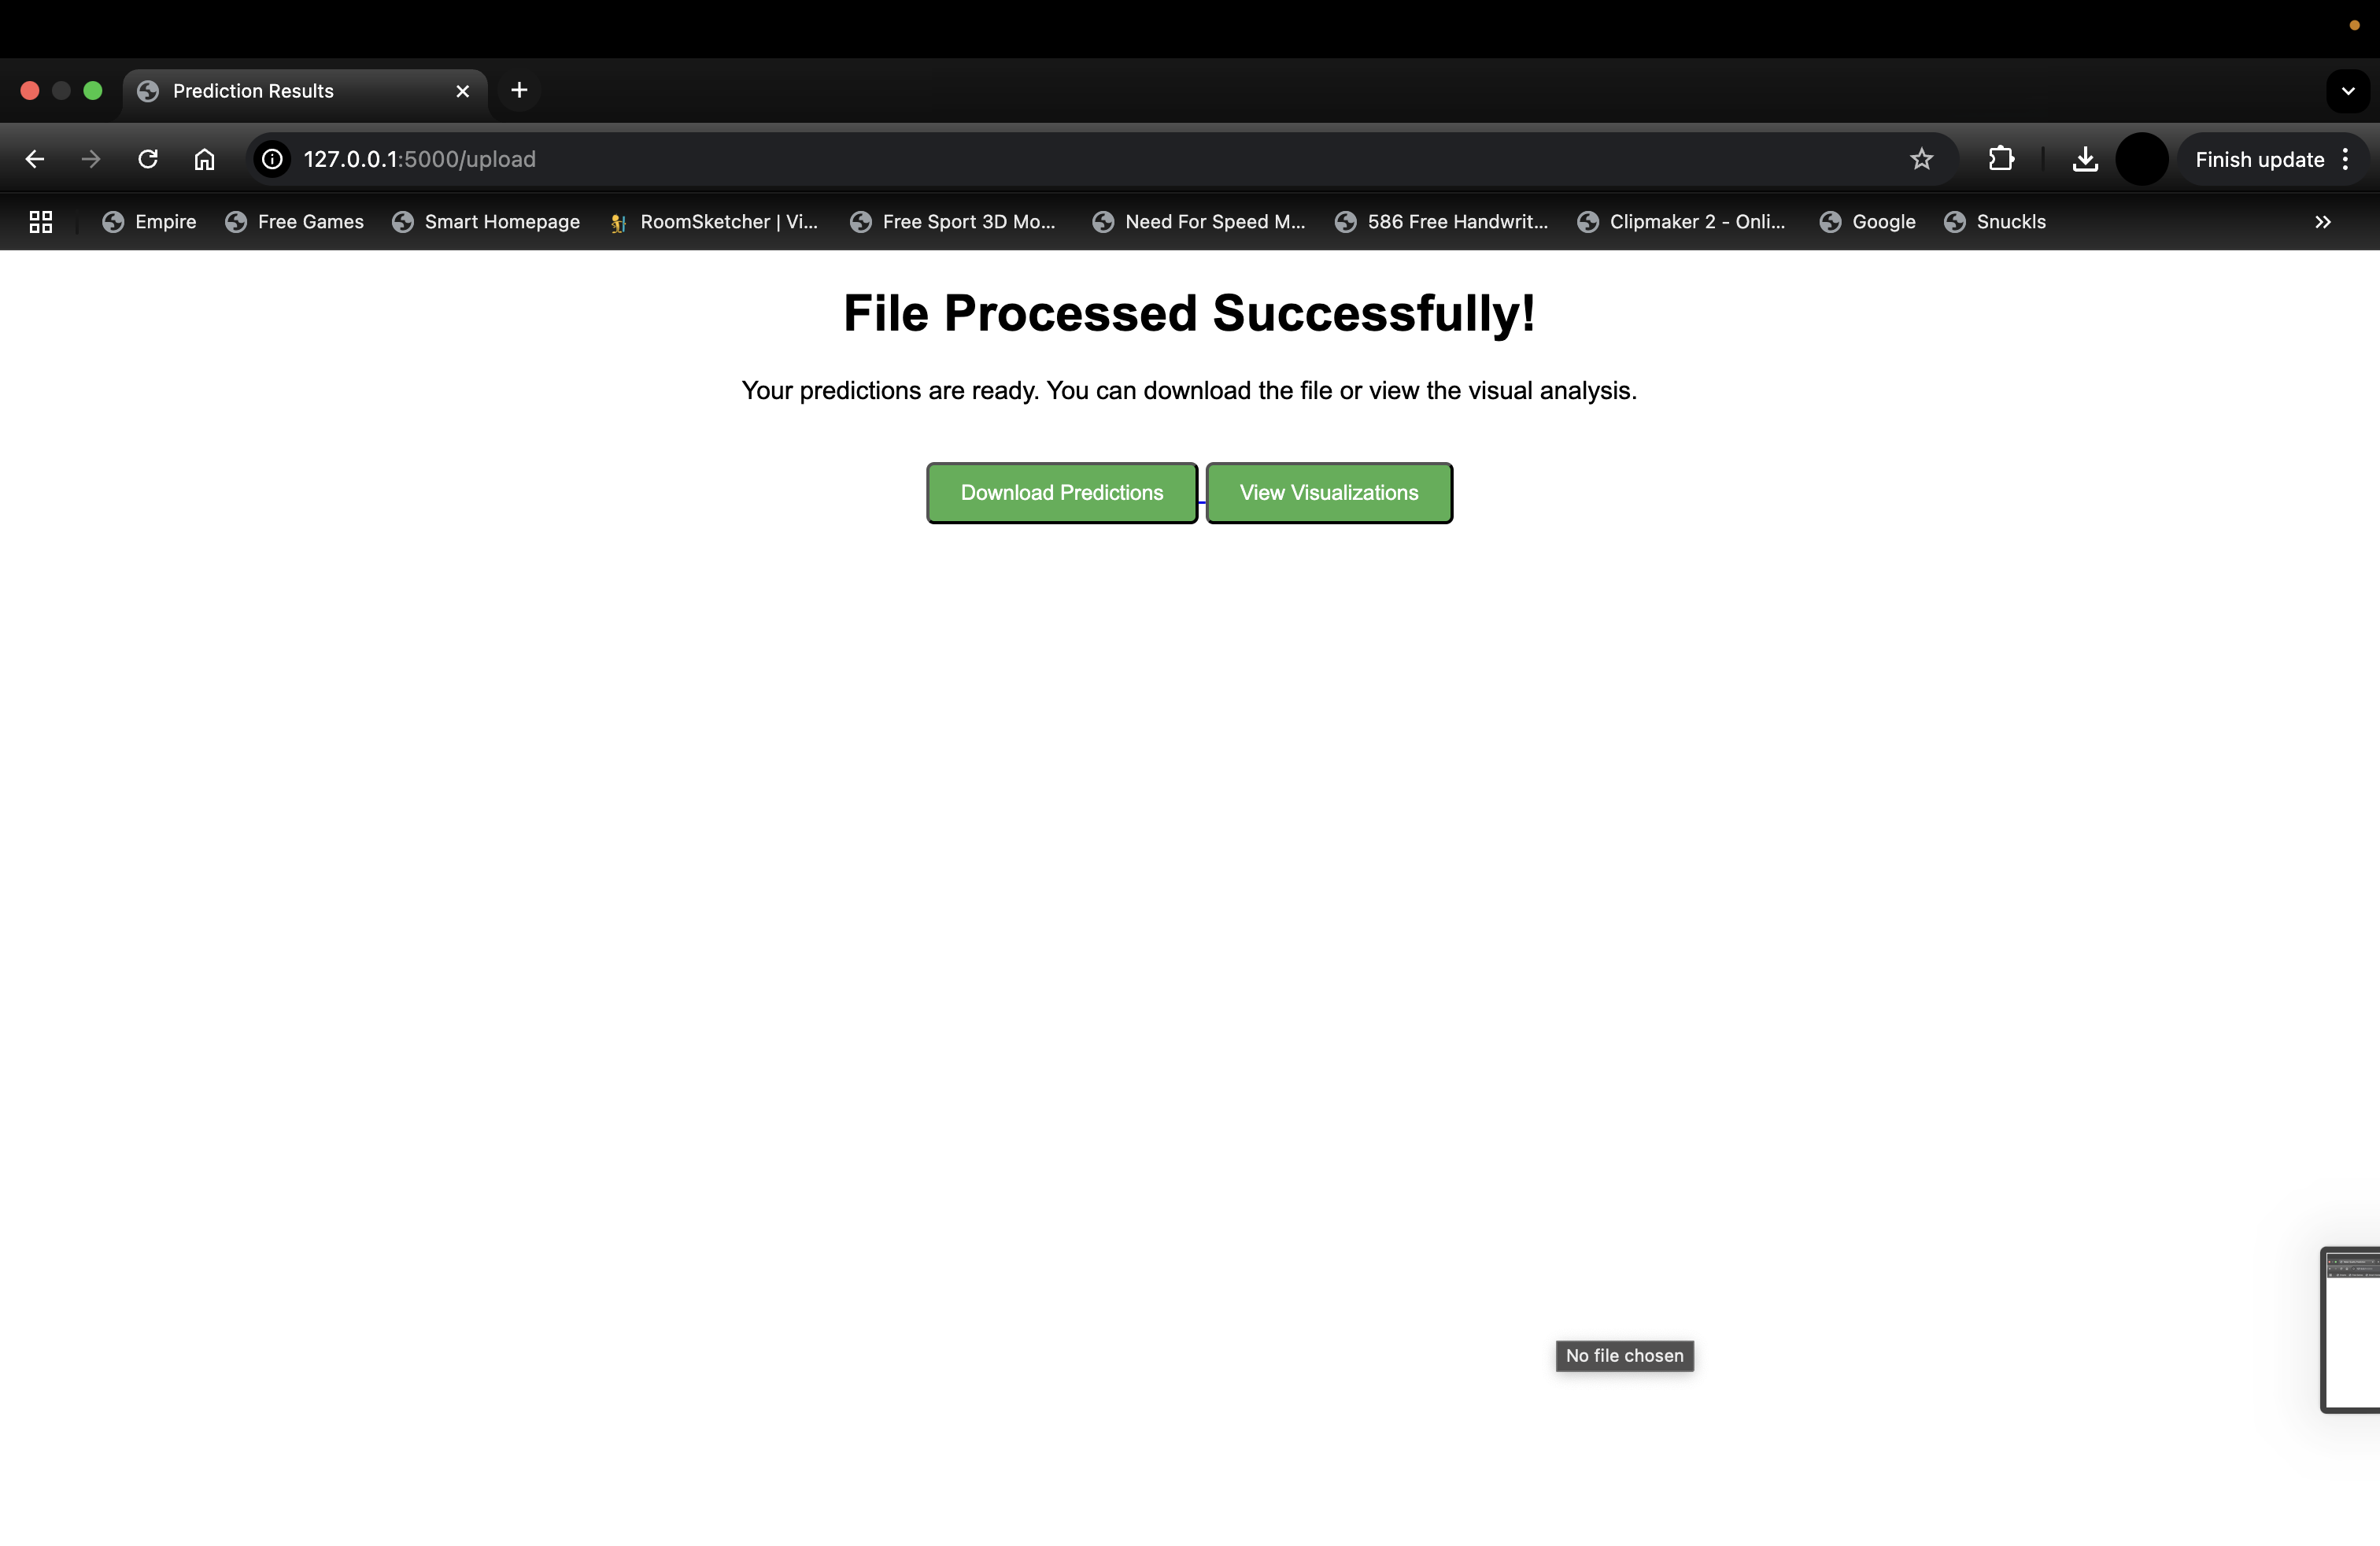 Prediction Results
127.0.0.1:5000/upload
Finish update
Empire Free Games Smart Homepage RoomSketcher | Vi... Free Sport 3D Mo... Need For Speed M... 586 Free Handwrit... Clipmaker 2 - Onli... Google Snuckls
File Processed Successfully!
Your predictions are ready. You can download the file or view the visual analysis.
Download Predictions View Visualizations
No file chosen